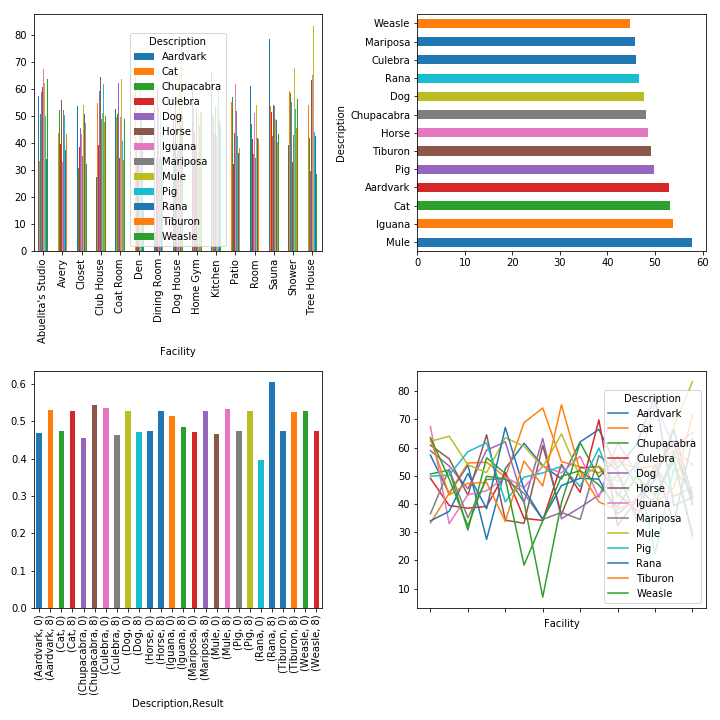 80
70
60
50
40
30
20
10
0
Description
Aardvark
Cat
Chupacabra
Culebra
Dog
Horse
Iguana
Mariposa
Mule
Pig
Rana
Tiburon
Weasle
Abuelita's Studio
Avery
Closet
Club House
Coat Room
Den
Dining Room
Dog House
Home Gym
Kitchen
Patio
Room
Sauna
Shower
Tree House
Facility
Description
Weasle
Mariposa
Culebra
Rana
Dog
Chupacabra
Horse
Tiburon
Pig
Aardvark
Cat
Iguana
Mule
0 10 20 30 40 50 60
0.6
0.5
0.4
0.3
0.2
0.1
0.0
(Aardvark, 0)
(Aardvark, 8)
(Cat, 0)
(Cat, 8)
(Chupacabra, 0)
(Chupacabra, 8)
(Culebra, 0)
(Culebra, 8)
(Dog, 0)
(Dog, 8)
(Horse, 0)
(Horse, 8)
(Iguana, 0)
(Iguana, 8)
(Mariposa, 0)
(Mariposa, 8)
(Mule, 0)
(Mule, 8)
(Pig, 0)
(Pig, 8)
(Rana, 0)
(Rana, 8)
(Tiburon, 0)
(Tiburon, 8)
(Weasle, 0)
(Weasle, 8)
Description,Result
80
70
60
50
40
30
20
10
Description
Aardvark
Cat
Chupacabra
Culebra
Dog
Horse
Iguana
Mariposa
Mule
Pig
Rana
Tiburon
Weasle
Facility